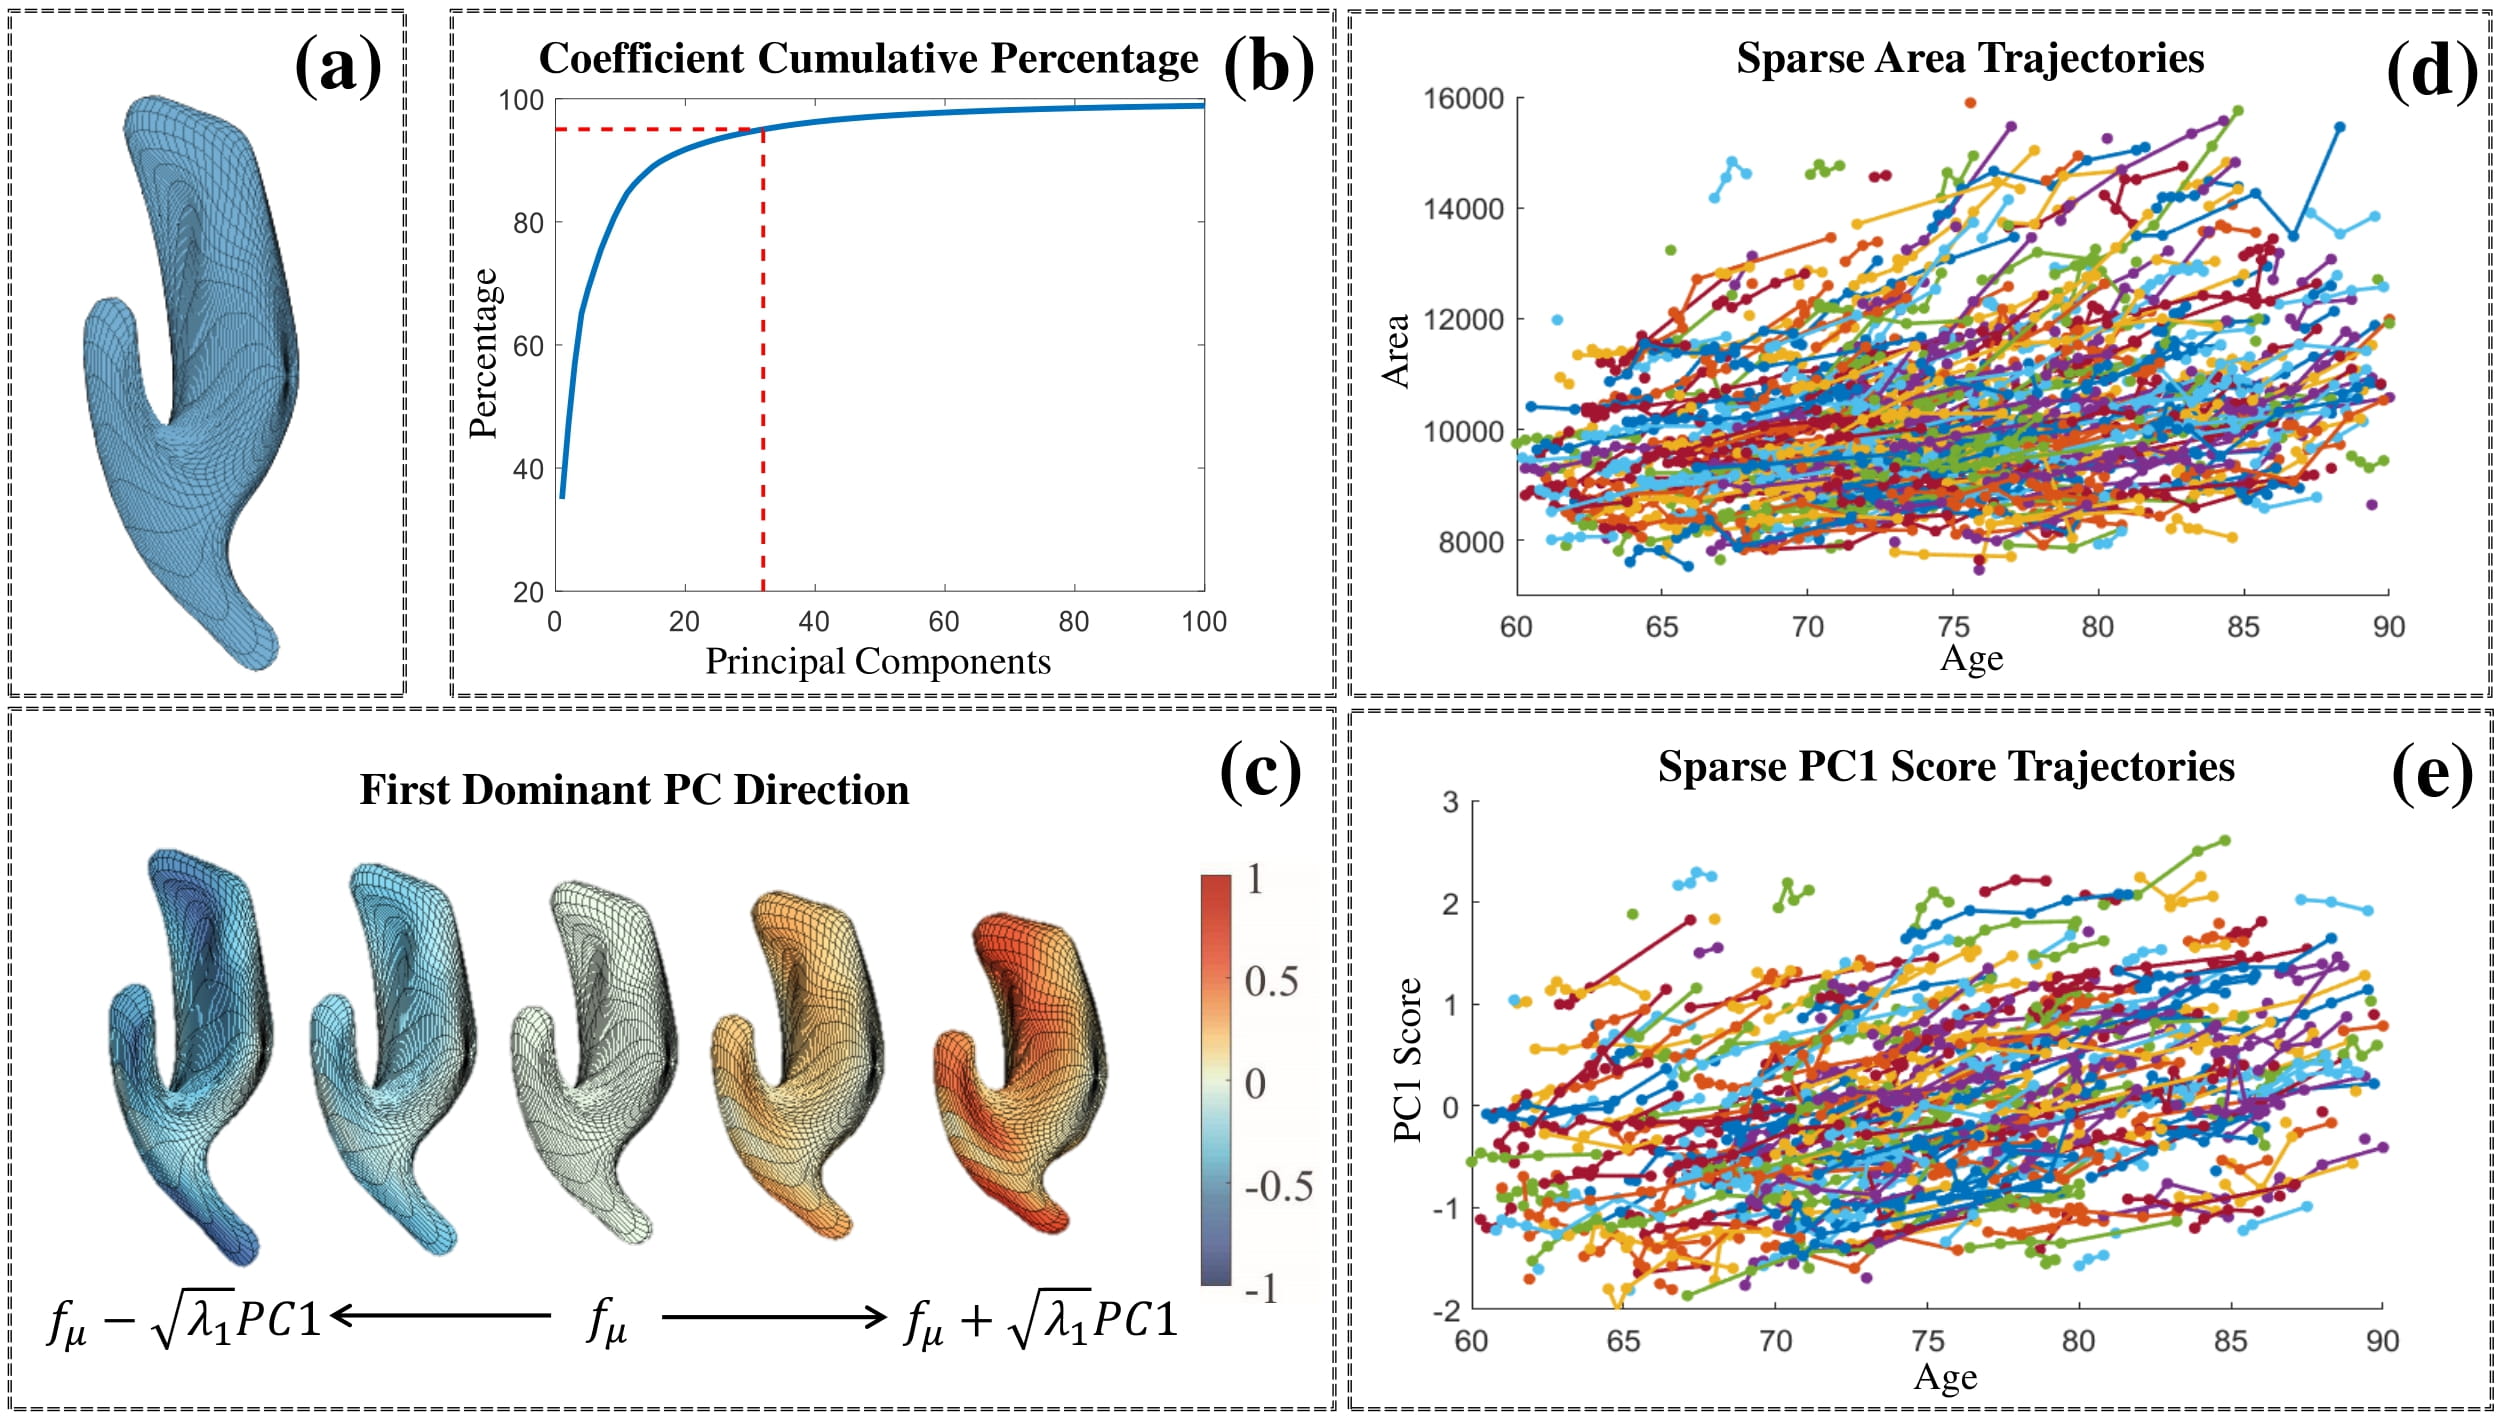 (a)
Coefficient Cumulative Percentage
(b)
100
80
60
40
20
Percentage
0 20 40 60 80 100
Principal Components
Sparse Area Trajectories
(d)
16000
14000
12000
10000
8000
Area
60 65 70 75 80 85 90
Age
First Dominant PC Direction
(c)
1
0.5
0
-0.5
-1
f_μ − √λ₁PC1
f_μ
f_μ + √λ₁PC1
Sparse PC1 Score Trajectories
(e)
3
2
1
0
-1
-2
PC1 Score
60 65 70 75 80 85 90
Age